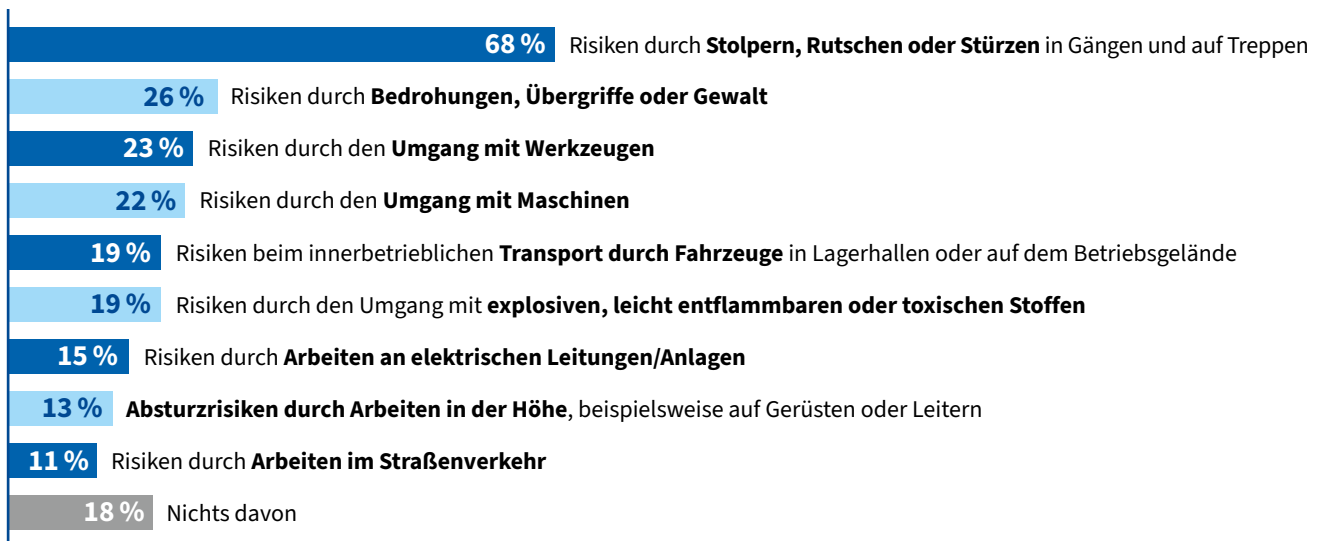 68 % Risiken durch Stolpern, Rutschen oder Stürzen in Gängen und auf Treppen
26 % Risiken durch Bedrohungen, Übergriffe oder Gewalt
23 % Risiken durch den Umgang mit Werkzeugen
22 % Risiken durch den Umgang mit Maschinen
19 % Risiken beim innerbetrieblichen Transport durch Fahrzeuge in Lagerhallen oder auf dem Betriebsgelände
19 % Risiken durch den Umgang mit explosiven, leicht entflammbaren oder toxischen Stoffen
15 % Risiken durch Arbeiten an elektrischen Leitungen/Anlagen
13 % Absturzrisiken durch Arbeiten in der Höhe, beispielsweise auf Gerüsten oder Leitern
11 % Risiken durch Arbeiten im Straßenverkehr
18 % Nichts davon